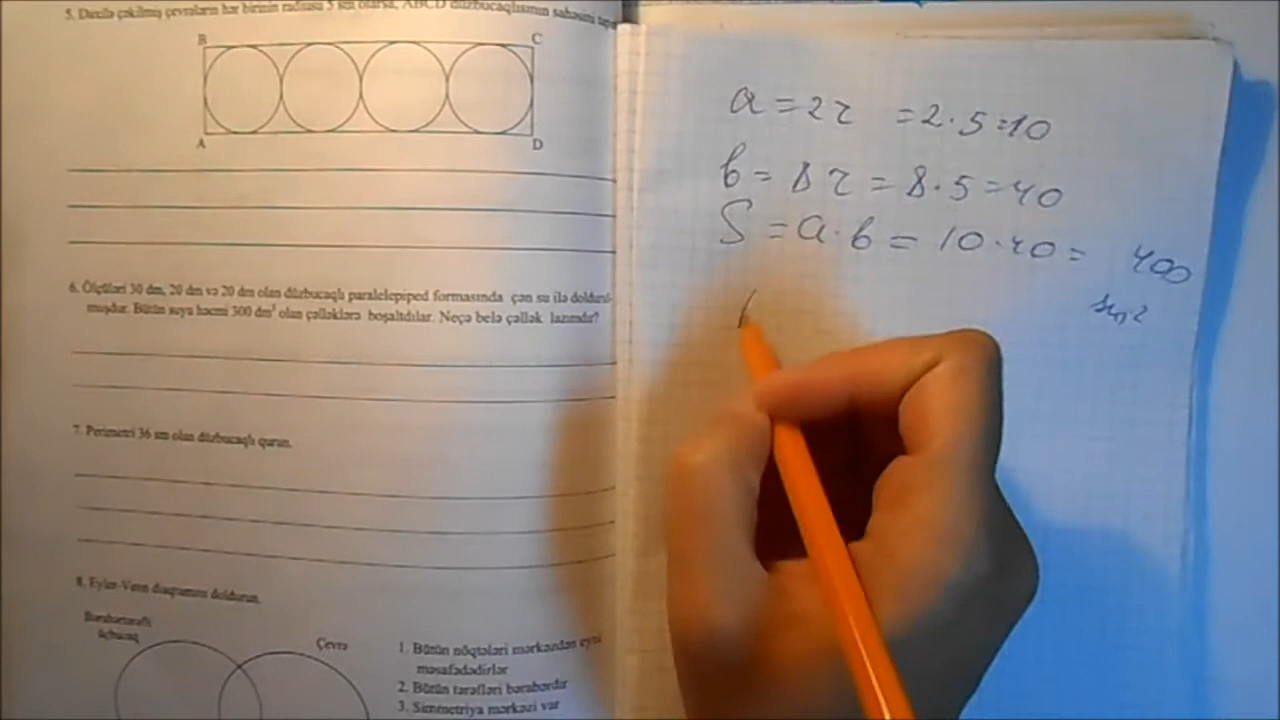 5. Daxilə çəkilmiş çevrələrin hər birinin radiusu 5 sm olarsa, ABCD düzbucaqlısının sahəsini
B C
A D
6. Ölçüləri 30 dm, 20 dm və 20 dm olan düzbucaqlı paralelepiped formasında çən su ilə doldurul-
muşdur. Bütün suyu həcmi 300 dm³ olan çəlləklərə boşaltdılar. Neçə belə çəllək lazımdır?
7. Perimetri 36 sm olan düzbucaqlı qurun.
8. Eyler-Venn diaqramını doldurun.
Bərabərtərəfli
üçbucaq
Çevrə
1. Bütün nöqtələri mərkəzdən eyni
məsafədədirlər
2. Bütün tərəfləri bərabərdir
3. Simmetriya mərkəzi var
a = 2r = 2·5=10
b = 8r = 8·5=40
S = a·b = 10·40= 400
sm²